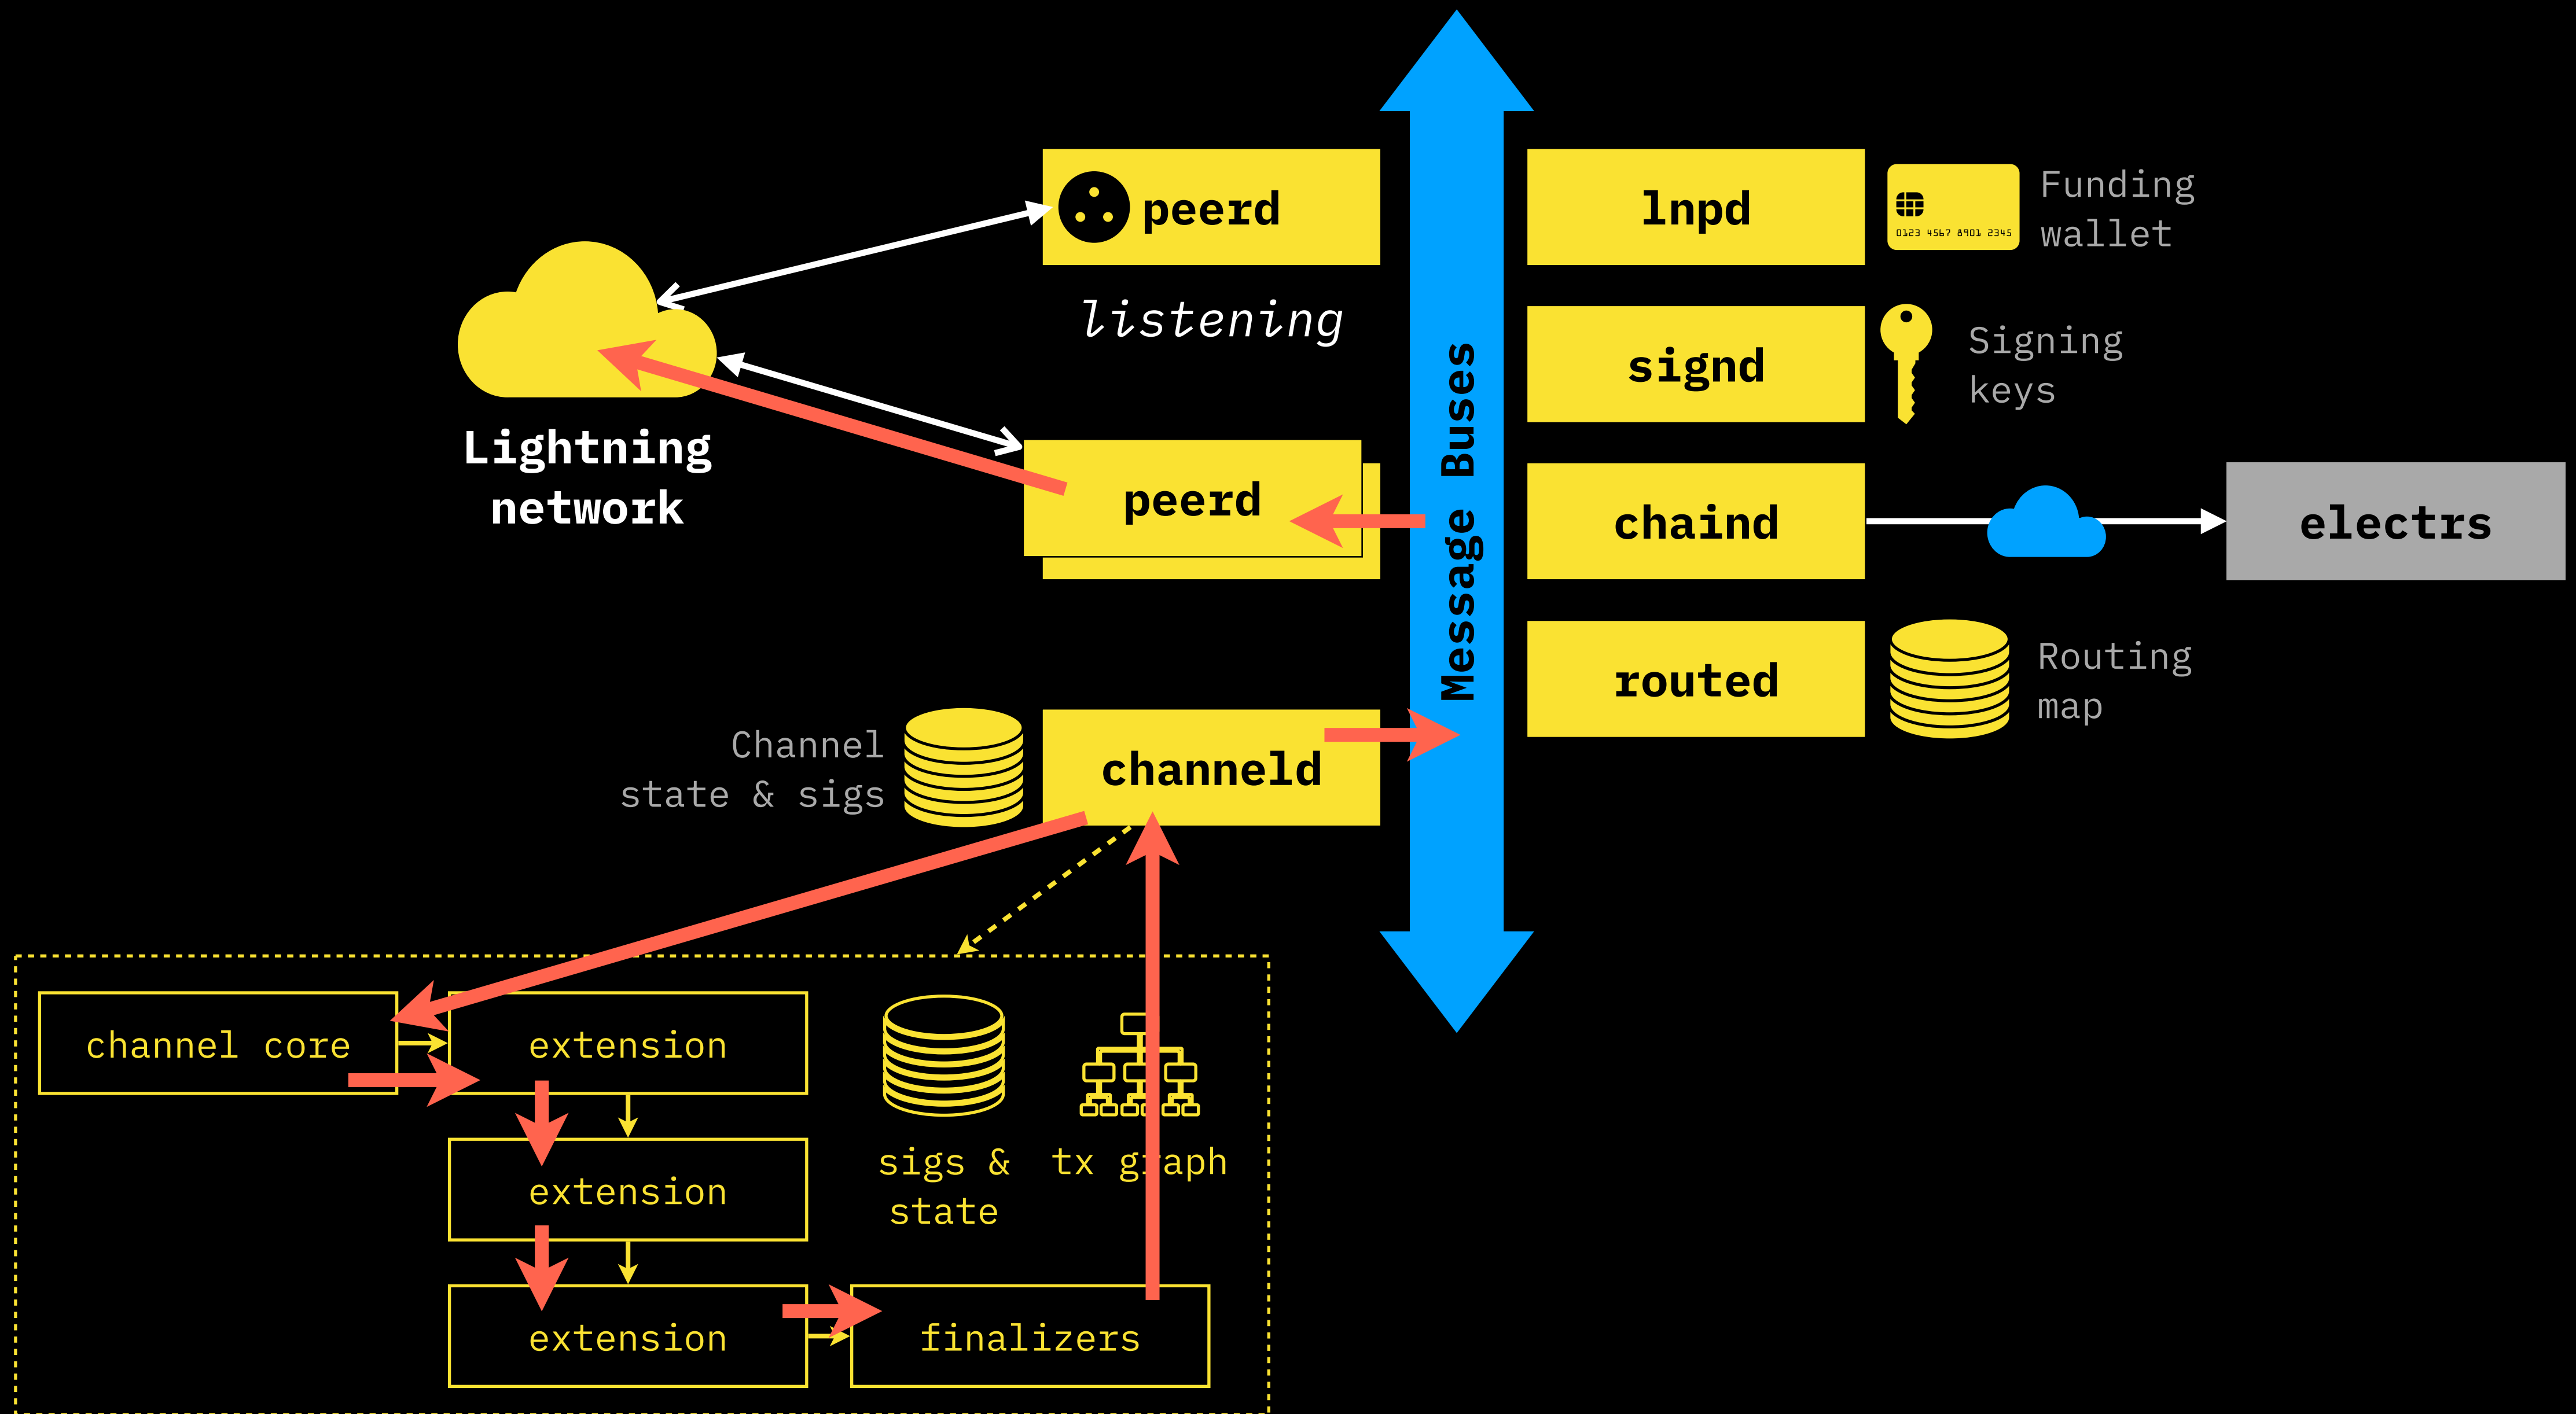 peerd
listening
Lightning
network
peerd
Message Buses
lnpd
0123 4567 8901 2345
Funding
wallet
signd
Signing
keys
chaind
electrs
routed
Routing
map
Channel
state & sigs
channeld
channel core
extension
extension
extension
sigs &
state
tx graph
finalizers